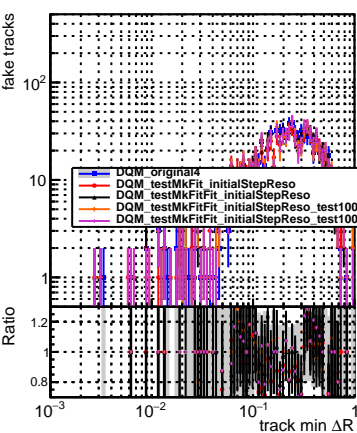 fake tracks
10²
10
1
DQM_original4
DQM_testMkFit_initialStepReso
DQM_testMkFitFit_initialStepReso
DQM_testMkFitFit_initialStepReso_test100
DQM_testMkFitFit_initialStepReso_test100
Ratio
1.2
1
0.8
10⁻³
10⁻²
10⁻¹
1
track min ΔR